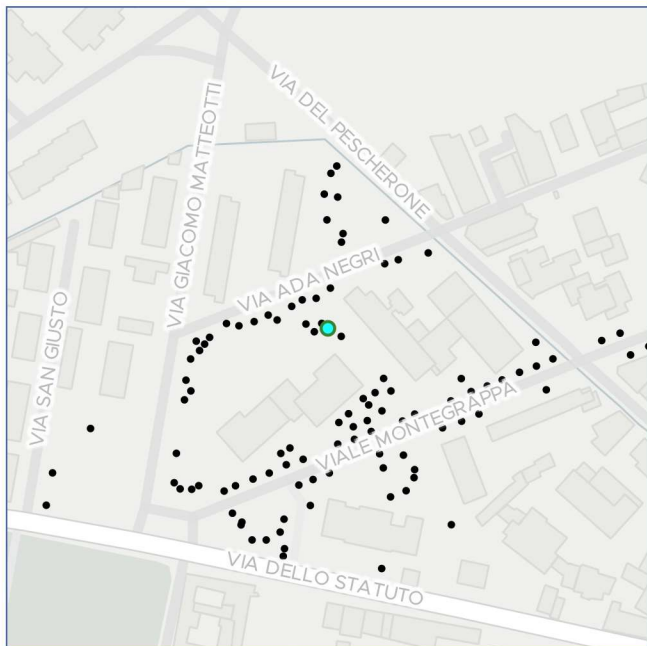 VIA DEL PESCHERONE
VIA GIACOMO MATTEOTTI
VIA ADA NEGRI
VIA SAN GIUSTO
VIALE MONTEGRAPPA
VIA DELLO STATUTO